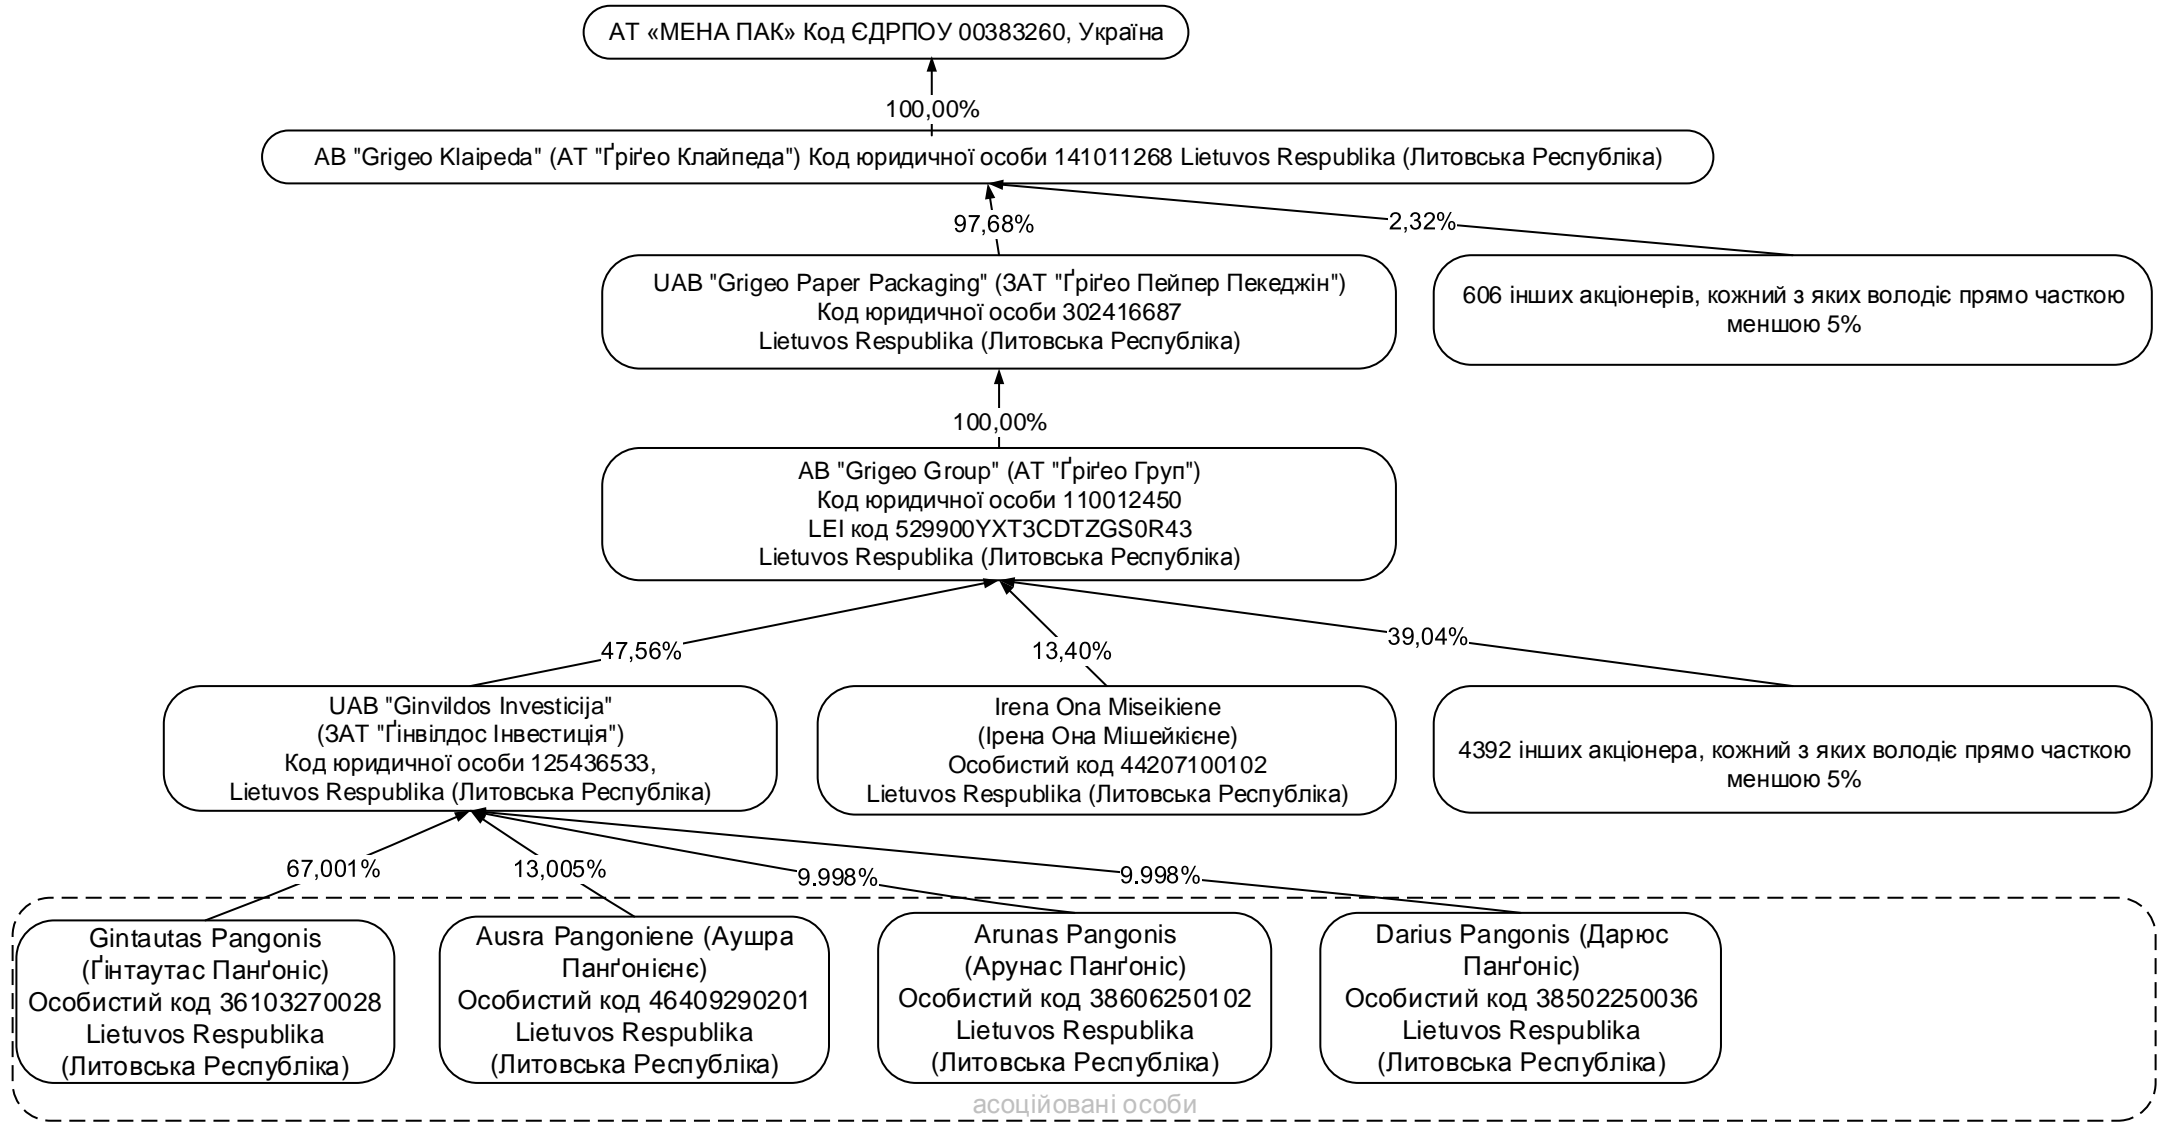 АТ «МЕНА ПАК» Код ЄДРПОУ 00383260, Україна
100,00%
AB "Grigeo Klaipeda" (АТ "Ґріґео Клайпеда") Код юридичної особи 141011268 Lietuvos Respublika (Литовська Республіка)
97,68%
2,32%
UAB "Grigeo Paper Packaging" (ЗАТ "Ґріґео Пейпер Пекеджін")
Код юридичної особи 302416687
Lietuvos Respublika (Литовська Республіка)
606 інших акціонерів, кожний з яких володіє прямо часткою
меншою 5%
100,00%
AB "Grigeo Group" (АТ "Ґріґео Груп")
Код юридичної особи 110012450
LEI код 529900YXT3CDTZGS0R43
Lietuvos Respublika (Литовська Республіка)
47,56%
13,40%
39,04%
UAB "Ginvildos Investicija"
(ЗАТ "Ґінвілдос Інвестиція")
Код юридичної особи 125436533,
Lietuvos Respublika (Литовська Республіка)
Irena Ona Miseikiene
(Ірена Она Мішейкієне)
Особистий код 44207100102
Lietuvos Respublika (Литовська Республіка)
4392 інших акціонера, кожний з яких володіє прямо часткою
меншою 5%
67,001%
13,005%
9.998%
9.998%
Gintautas Pangonis
(Ґінтаутас Панґоніс)
Особистий код 36103270028
Lietuvos Respublika
(Литовська Республіка)
Ausra Pangoniene (Аушра
Панґонієнє)
Особистий код 46409290201
Lietuvos Respublika
(Литовська Республіка)
Arunas Pangonis
(Арунас Панґоніс)
Особистий код 38606250102
Lietuvos Respublika
(Литовська Республіка)
Darius Pangonis (Дарюс
Панґоніс)
Особистий код 38502250036
Lietuvos Respublika
(Литовська Республіка)
асоційовані особи